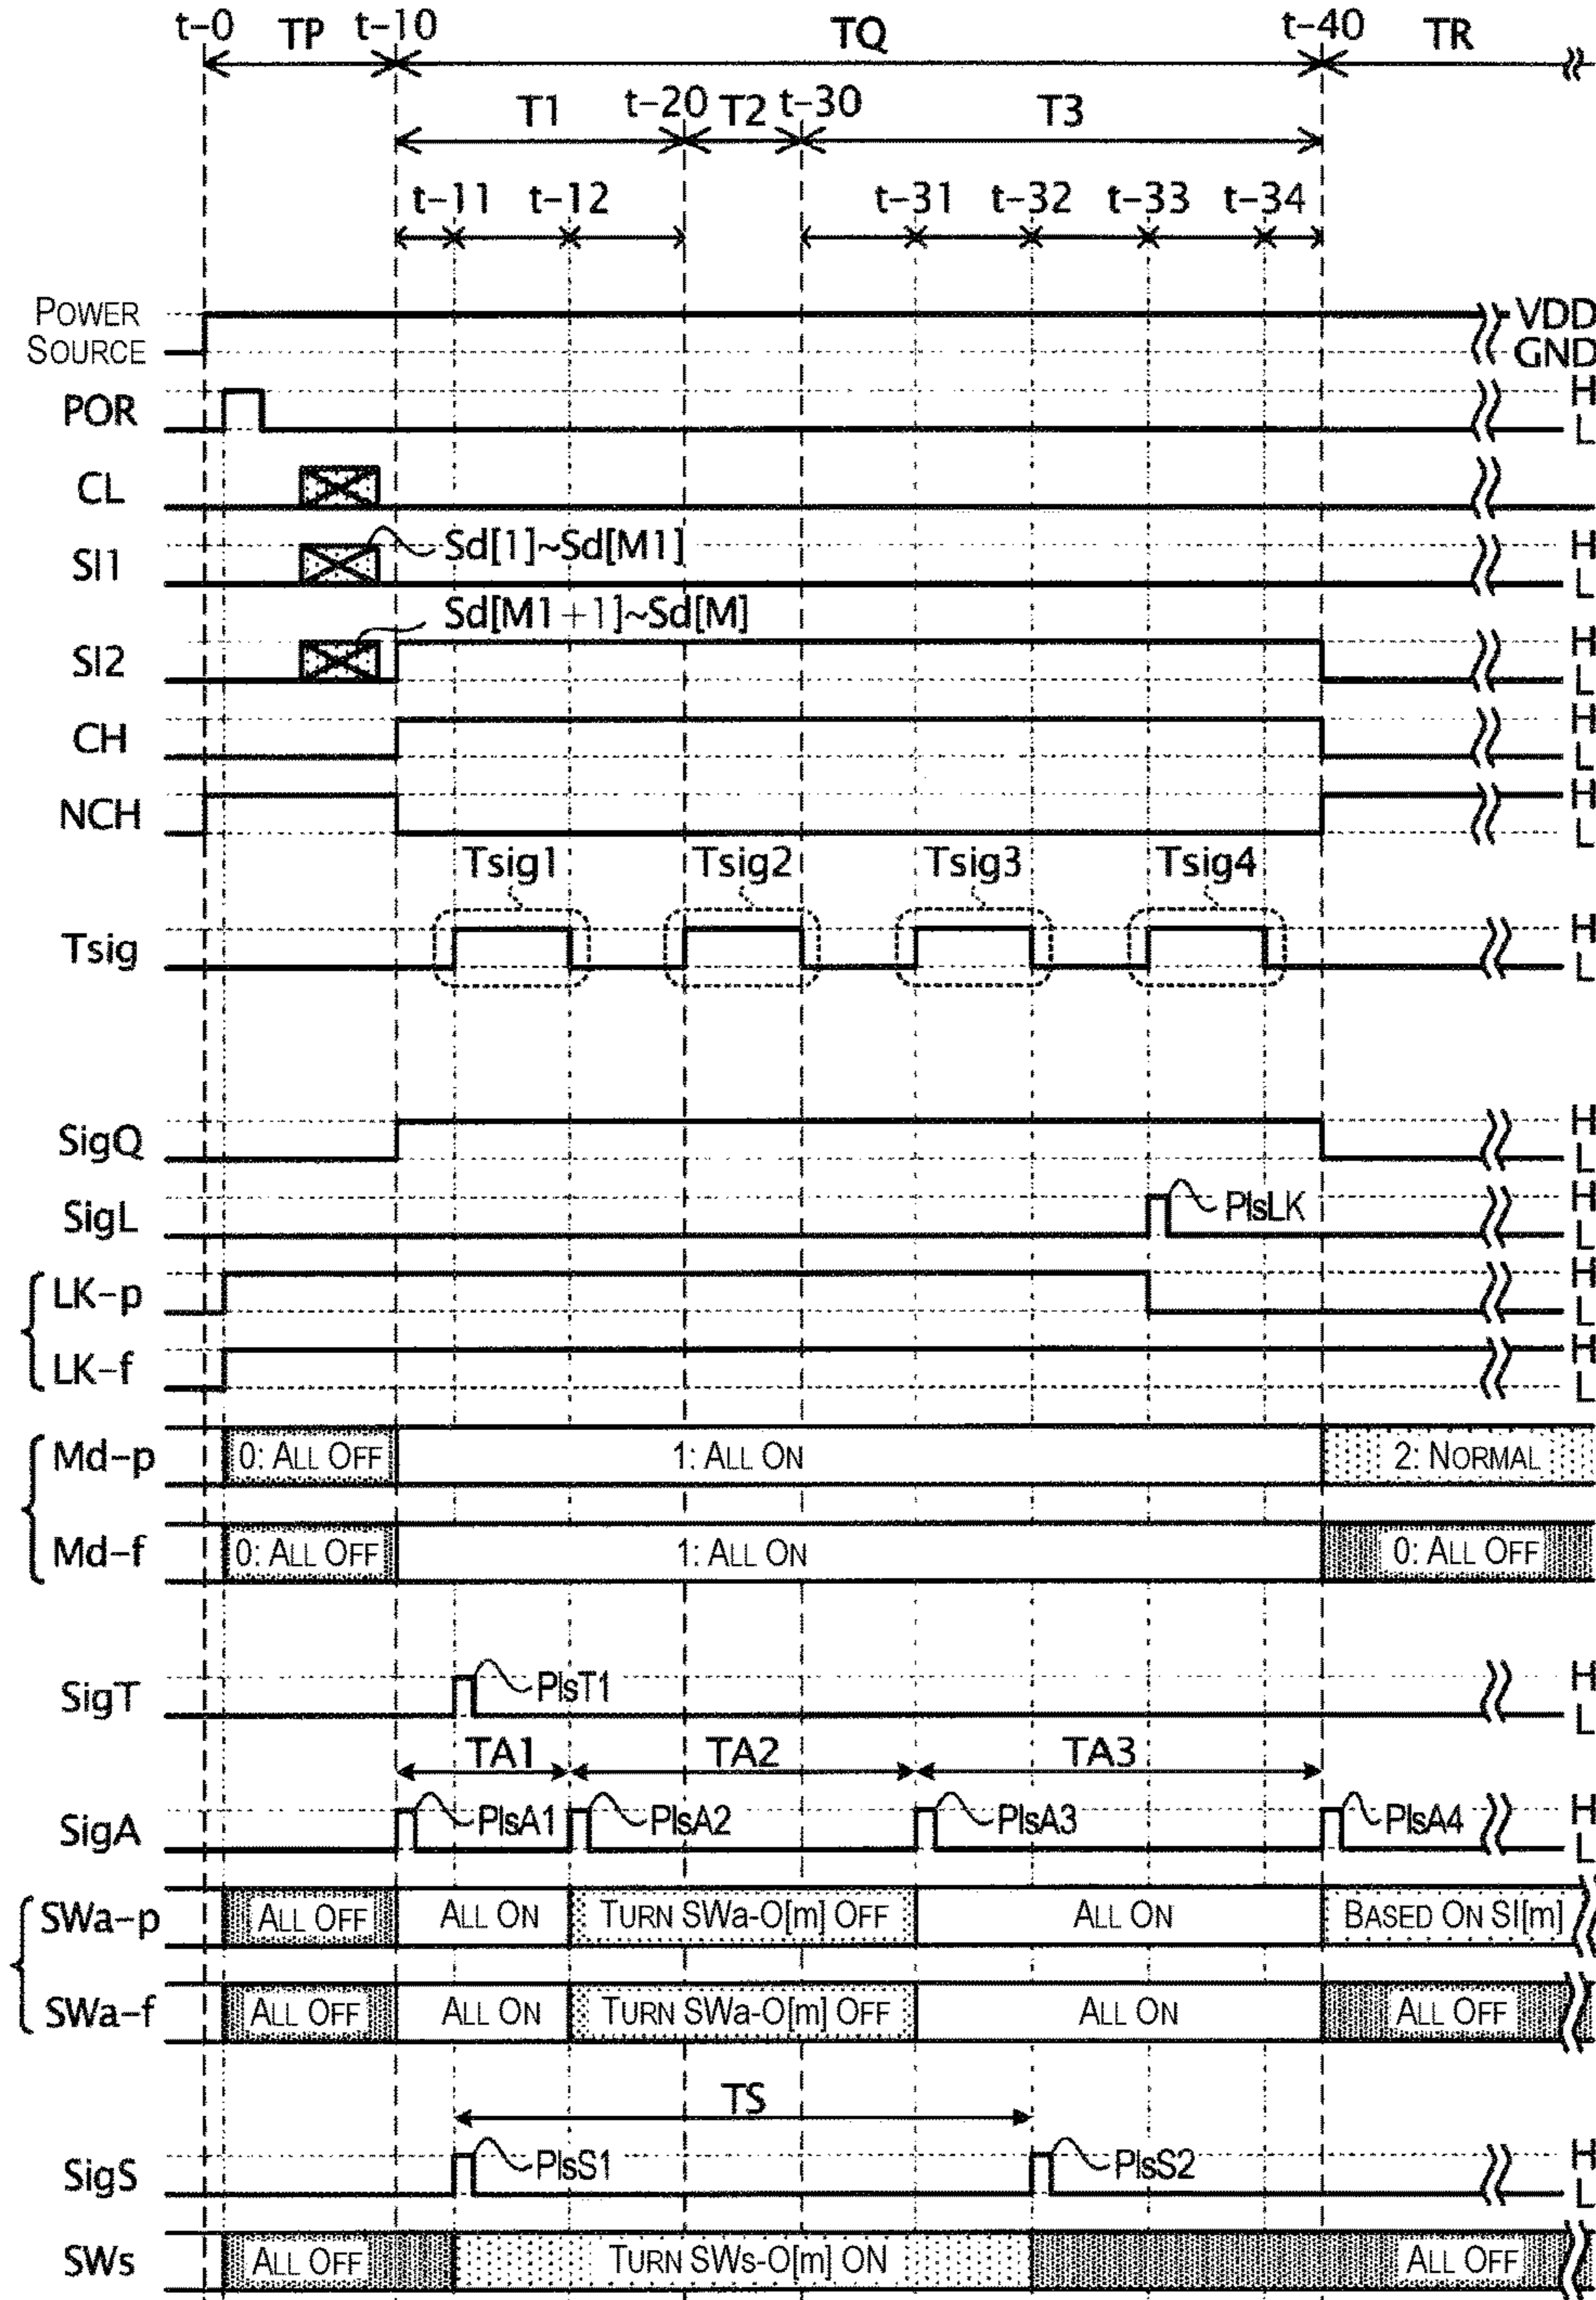 t-0 TP t-10 TQ t-40 TR
T1 t-20 T2 t-30 T3
t-11 t-12 t-31 t-32 t-33 t-34
POWER SOURCE VDD GND
POR H L
CL
SI1 Sd[1]~Sd[M1] H L
SI2 Sd[M1+1]~Sd[M] H L
CH H L
NCH H L
Tsig1 Tsig2 Tsig3 Tsig4
Tsig H L
SigQ H L
SigL PlsLK H L
LK-p H L
LK-f H L
Md-p 0: ALL OFF 1: ALL ON 2: NORMAL
Md-f 0: ALL OFF 1: ALL ON 0: ALL OFF
SigT PlsT1 H L
TA1 TA2 TA3
SigA PlsA1 PlsA2 PlsA3 PlsA4 H L
SWa-p ALL OFF ALL ON TURN SWa-O[m] OFF ALL ON BASED ON SI[m]
SWa-f ALL OFF ALL ON TURN SWa-O[m] OFF ALL ON ALL OFF
TS
SigS PlsS1 PlsS2 H L
SWs ALL OFF TURN SWs-O[m] ON ALL OFF